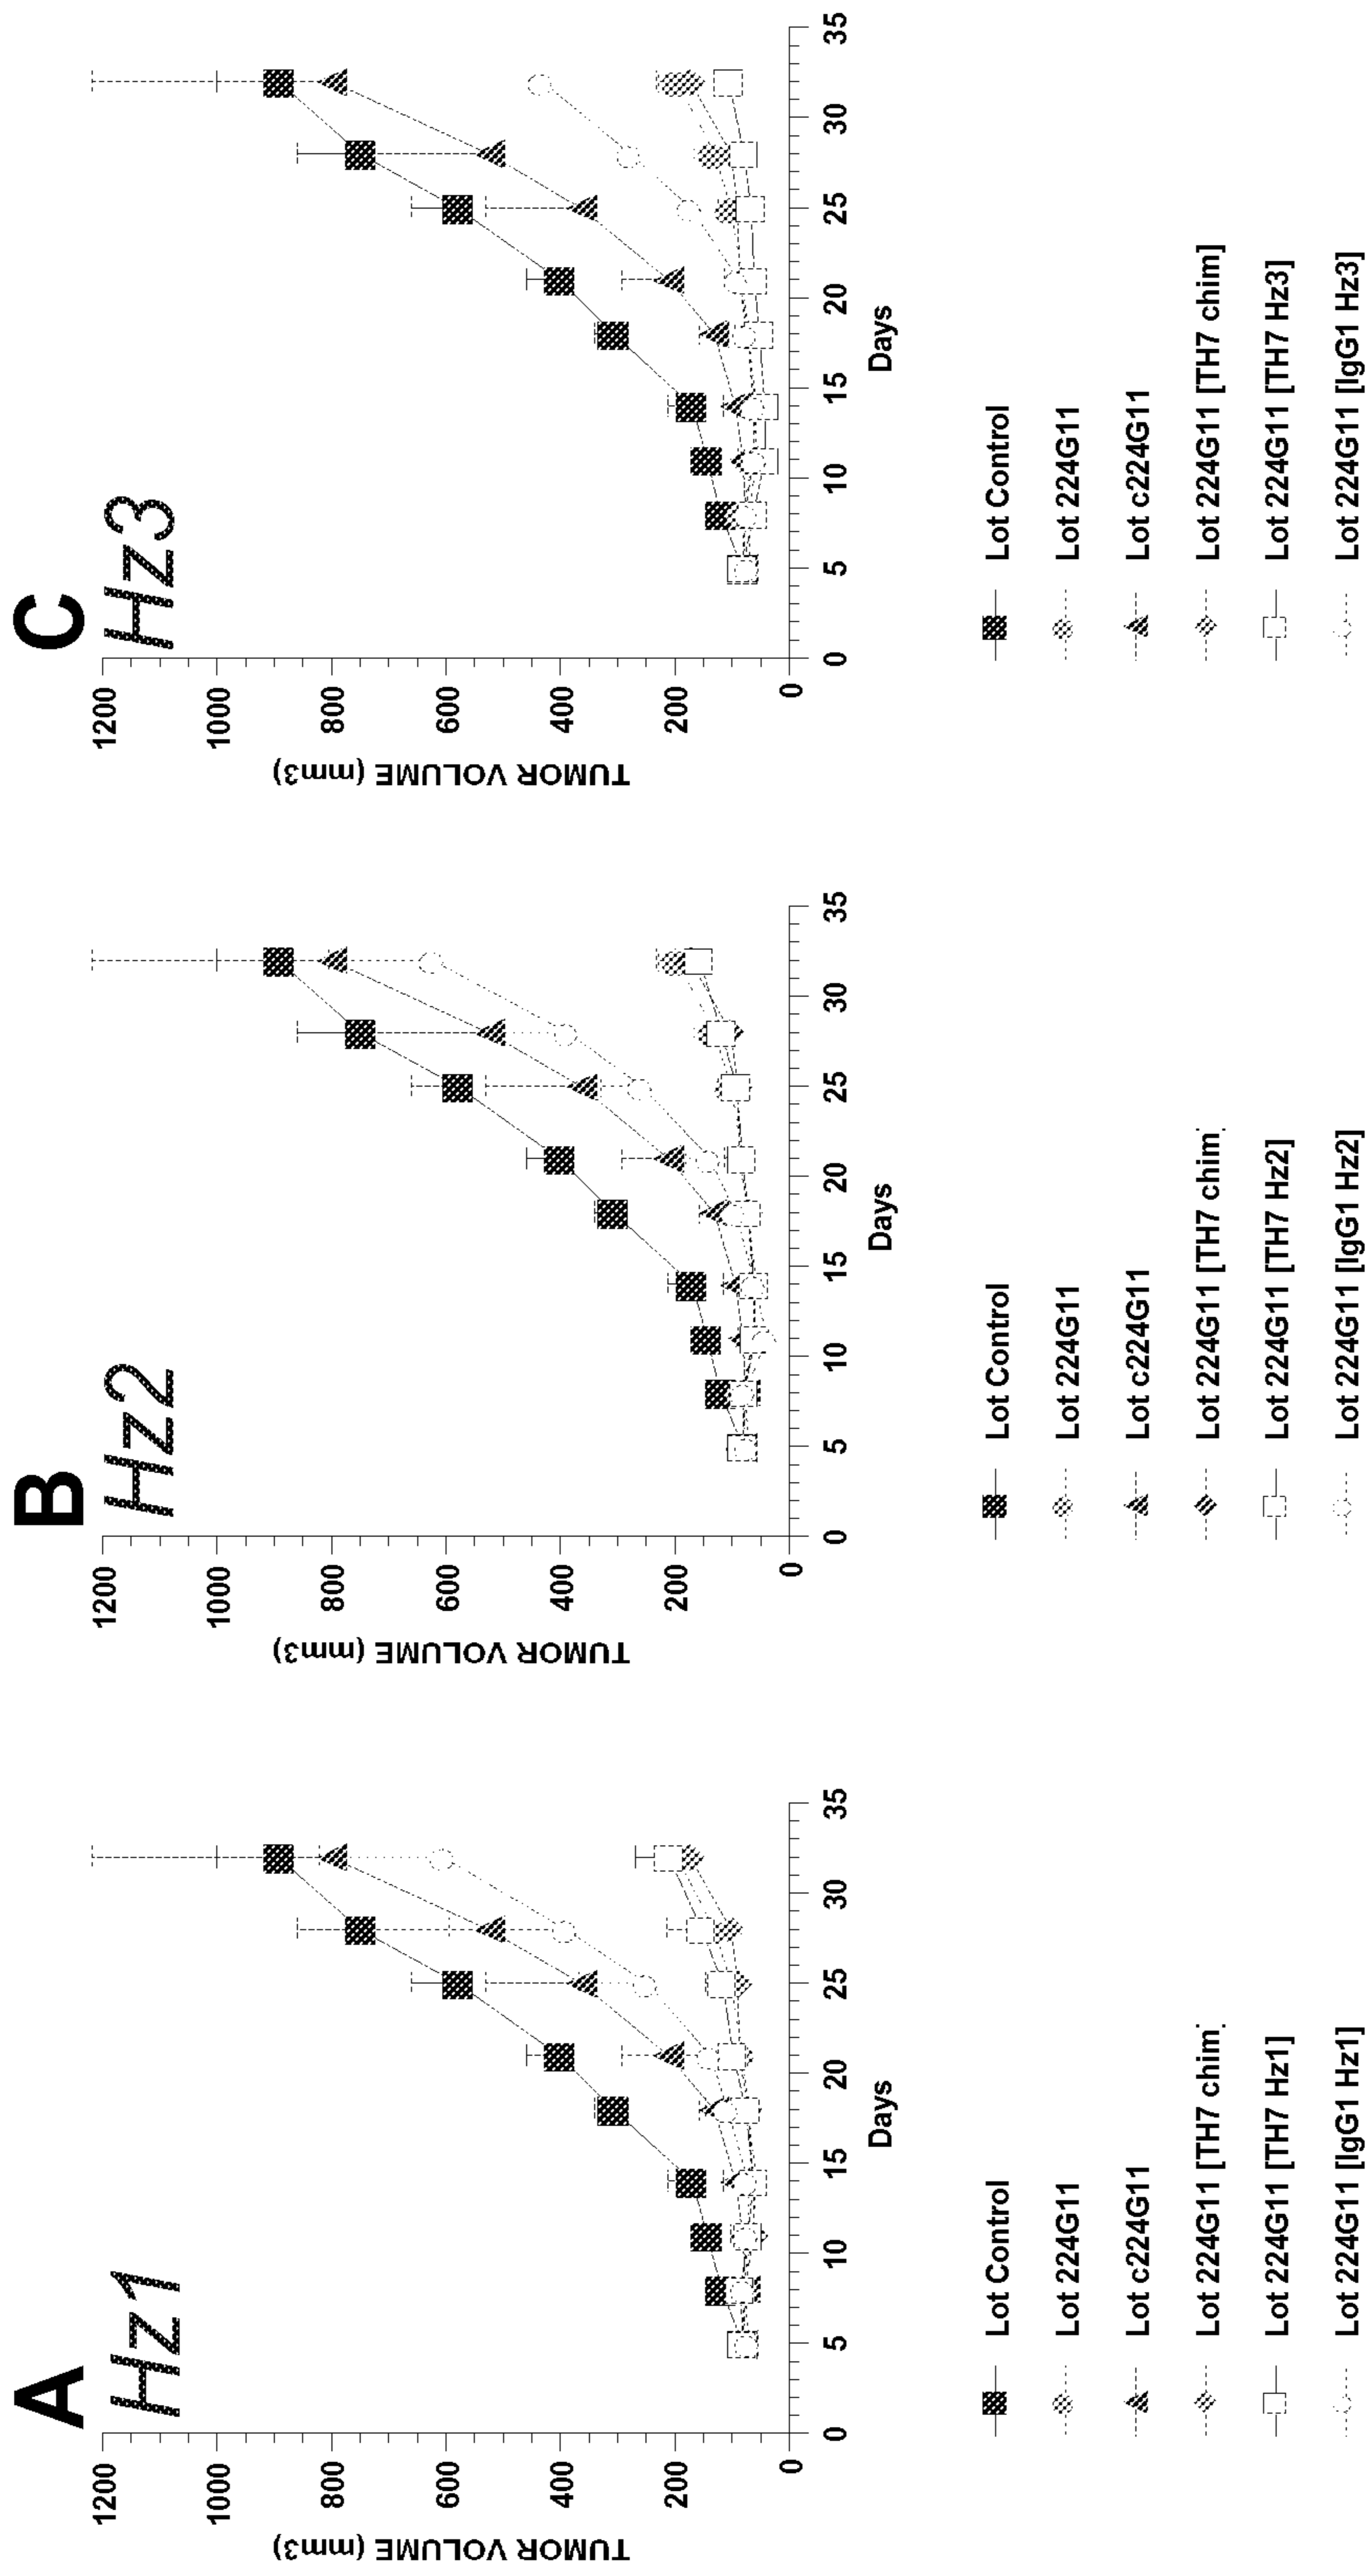 A
Hz1
TUMOR VOLUME (mm3)
1200
1000
800
600
400
200
0
0 5 10 15 20 25 30 35
Days
Lot Control
Lot 224G11
Lot c224G11
Lot 224G11 [TH7 chim]
Lot 224G11 [TH7 Hz1]
Lot 224G11 [IgG1 Hz1]
B
Hz2
TUMOR VOLUME (mm3)
1200
1000
800
600
400
200
0
0 5 10 15 20 25 30 35
Days
Lot Control
Lot 224G11
Lot c224G11
Lot 224G11 [TH7 chim]
Lot 224G11 [TH7 Hz2]
Lot 224G11 [IgG1 Hz2]
C
Hz3
TUMOR VOLUME (mm3)
1200
1000
800
600
400
200
0
0 5 10 15 20 25 30 35
Days
Lot Control
Lot 224G11
Lot c224G11
Lot 224G11 [TH7 chim]
Lot 224G11 [TH7 Hz3]
Lot 224G11 [IgG1 Hz3]